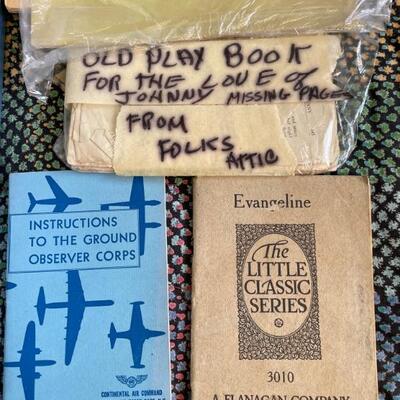 OLD PLAY BOOK
FOR THE LOVE OF
JOHNNY MISSING PAGES
FROM
FOLKS
ATTIC
INSTRUCTIONS
TO THE GROUND
OBSERVER CORPS
CONTINENTAL AIR COMMAND
Evangeline
The
LITTLE
CLASSIC
SERIES
3010
A. FLANAGAN COMPANY